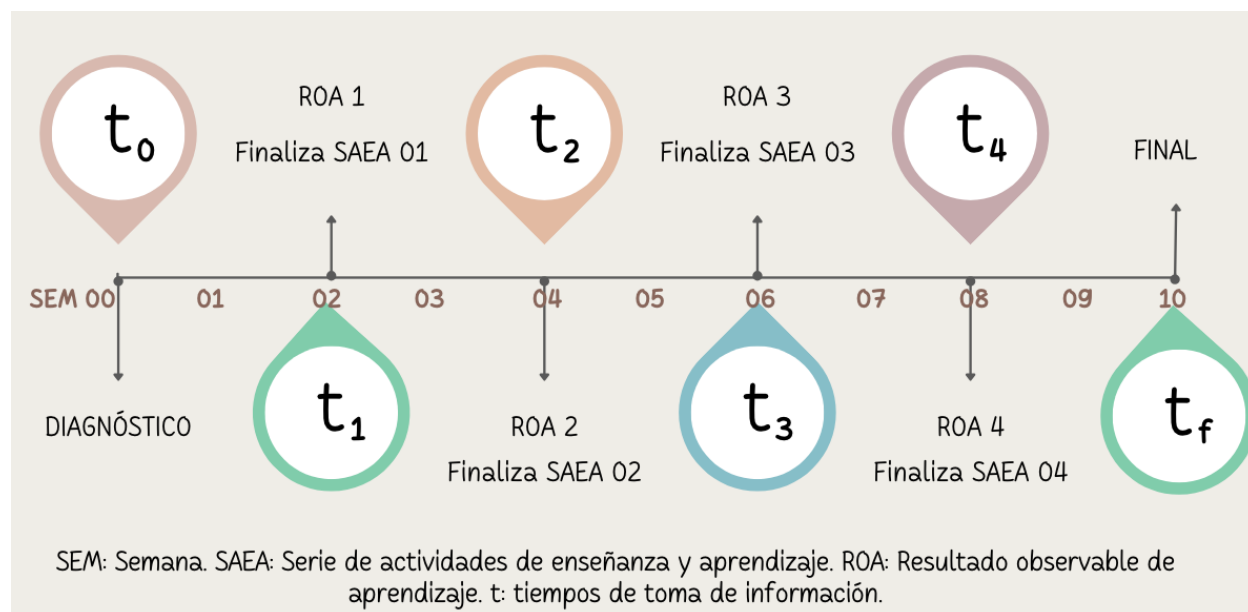 t0
ROA 1
Finaliza SAEA 01
t2
ROA 3
Finaliza SAEA 03
t4
FINAL
SEM 00 01 02 03 04 05 06 07 08 09 10
DIAGNÓSTICO
t1
ROA 2
Finaliza SAEA 02
t3
ROA 4
Finaliza SAEA 04
tf
SEM: Semana. SAEA: Serie de actividades de enseñanza y aprendizaje. ROA: Resultado observable de
aprendizaje. t: tiempos de toma de información.